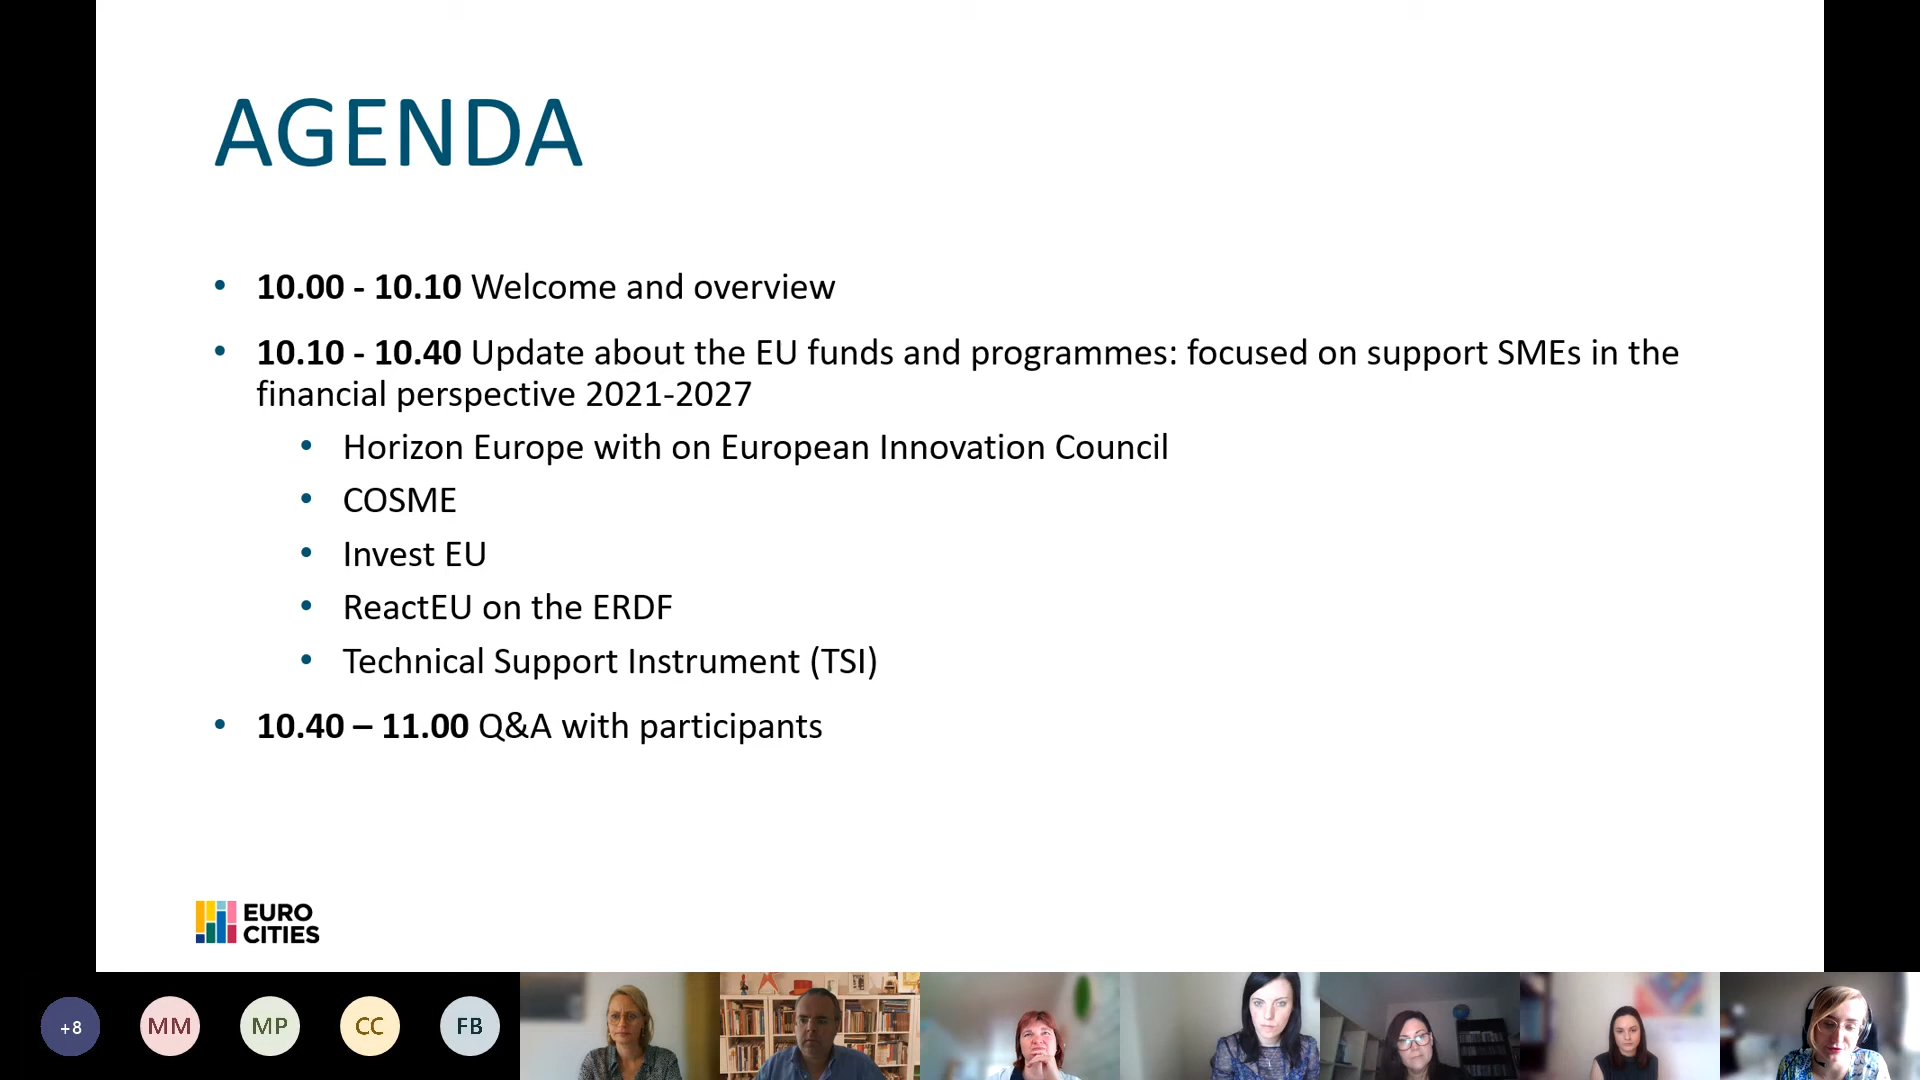 AGENDA
• 10.00 - 10.10 Welcome and overview
• 10.10 - 10.40 Update about the EU funds and programmes: focused on support SMEs in the
financial perspective 2021-2027
• Horizon Europe with on European Innovation Council
• COSME
• Invest EU
• ReactEU on the ERDF
• Technical Support Instrument (TSI)
• 10.40 – 11.00 Q&A with participants
EURO
CITIES
+8 MM MP CC FB